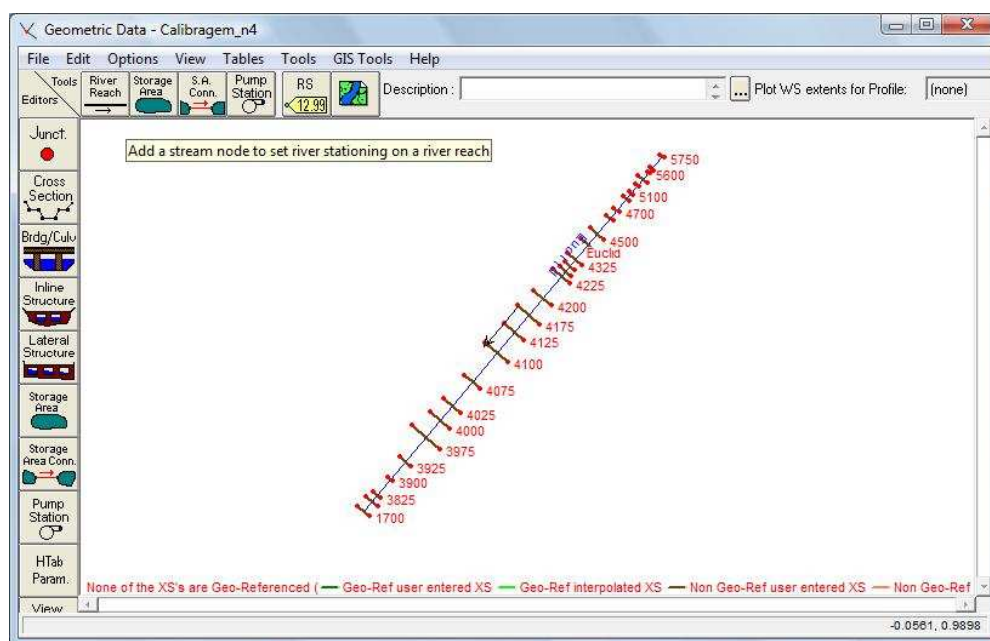 Geometric Data - Calibragem_n4
File Edit Options View Tables Tools GIS Tools Help
Tools
Editors
River
Reach
Storage
Area
S.A.
Conn.
Pump
Station
RS
12.99
Description :
...
Plot WS extents for Profile:
(none)
Junct.
Cross
Section
Brdg/Culv
Inline
Structure
Lateral
Structure
Storage
Area
Storage
Area Conn.
Pump
Station
HTab
Param.
View
Add a stream node to set river stationing on a river reach
5750
5600
5100
4700
4500
Euclid
4325
4225
4200
4175
4125
4100
4075
4025
4000
3975
3925
3900
3825
1700
None of the XS's are Geo-Referenced ( Geo-Ref user entered XS Geo-Ref interpolated XS Non Geo-Ref user entered XS Non Geo-Ref
-0.0561, 0.9898